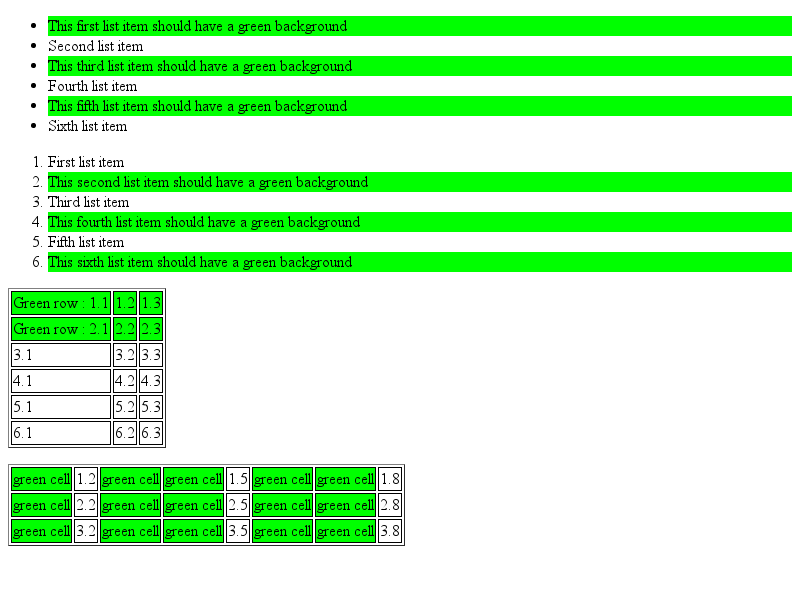 • This first list item should have a green background
• Second list item
• This third list item should have a green background
• Fourth list item
• This fifth list item should have a green background
• Sixth list item
1. First list item
2. This second list item should have a green background
3. Third list item
4. This fourth list item should have a green background
5. Fifth list item
6. This sixth list item should have a green background
Green row : 1.1 1.2 1.3
Green row : 2.1 2.2 2.3
3.1 3.2 3.3
4.1 4.2 4.3
5.1 5.2 5.3
6.1 6.2 6.3
green cell 1.2 green cell green cell 1.5 green cell green cell 1.8
green cell 2.2 green cell green cell 2.5 green cell green cell 2.8
green cell 3.2 green cell green cell 3.5 green cell green cell 3.8